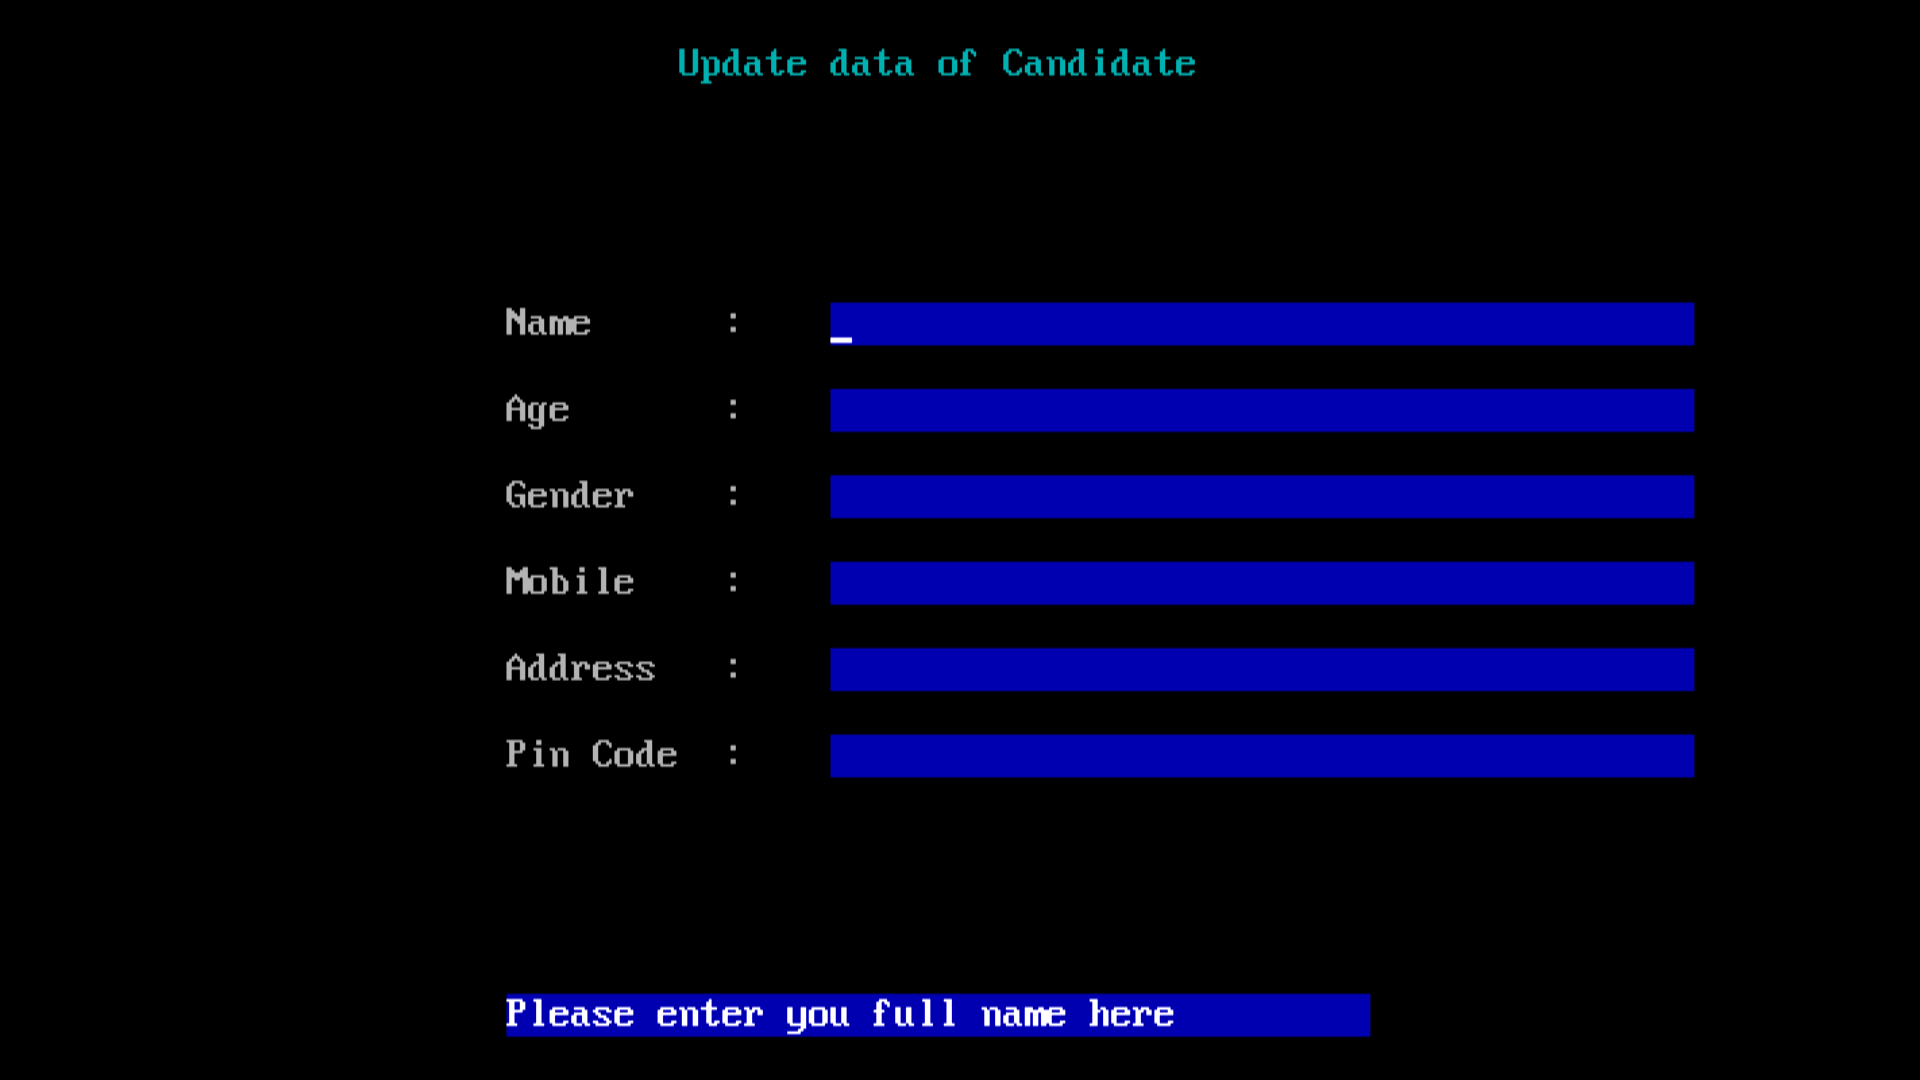 Update data of Candidate
Name :
Age :
Gender :
Mobile :
Address :
Pin Code :
Please enter you full name here